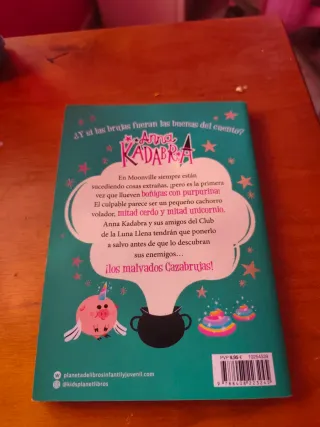 ¿Y si las brujas fueran las buenas del cuento?
Anna
KADABRA
En Moonville siempre están
sucediendo cosas extrañas, ¡pero es la primera
vez que llueven boñigas con purpurina!
El culpable parece ser un pequeño cachorro
volador, mitad cerdo y mitad unicornio.
Anna Kadabra y sus amigos del Club
de la Luna Llena tendrán que ponerlo
a salvo antes de que lo descubran
sus enemigos...
¡los malvados Cazabrujas!
planetadelibrosinfantilyjuvenil.com
@kidsplanetlibros